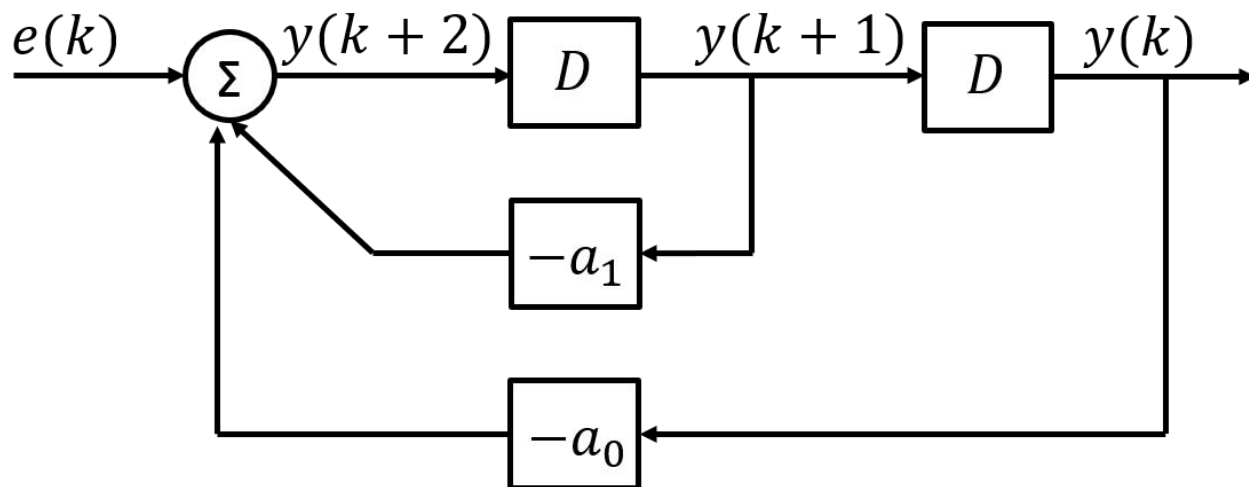 e(k)
Σ
y(k + 2)
D
y(k + 1)
D
y(k)
−a₁
−a₀